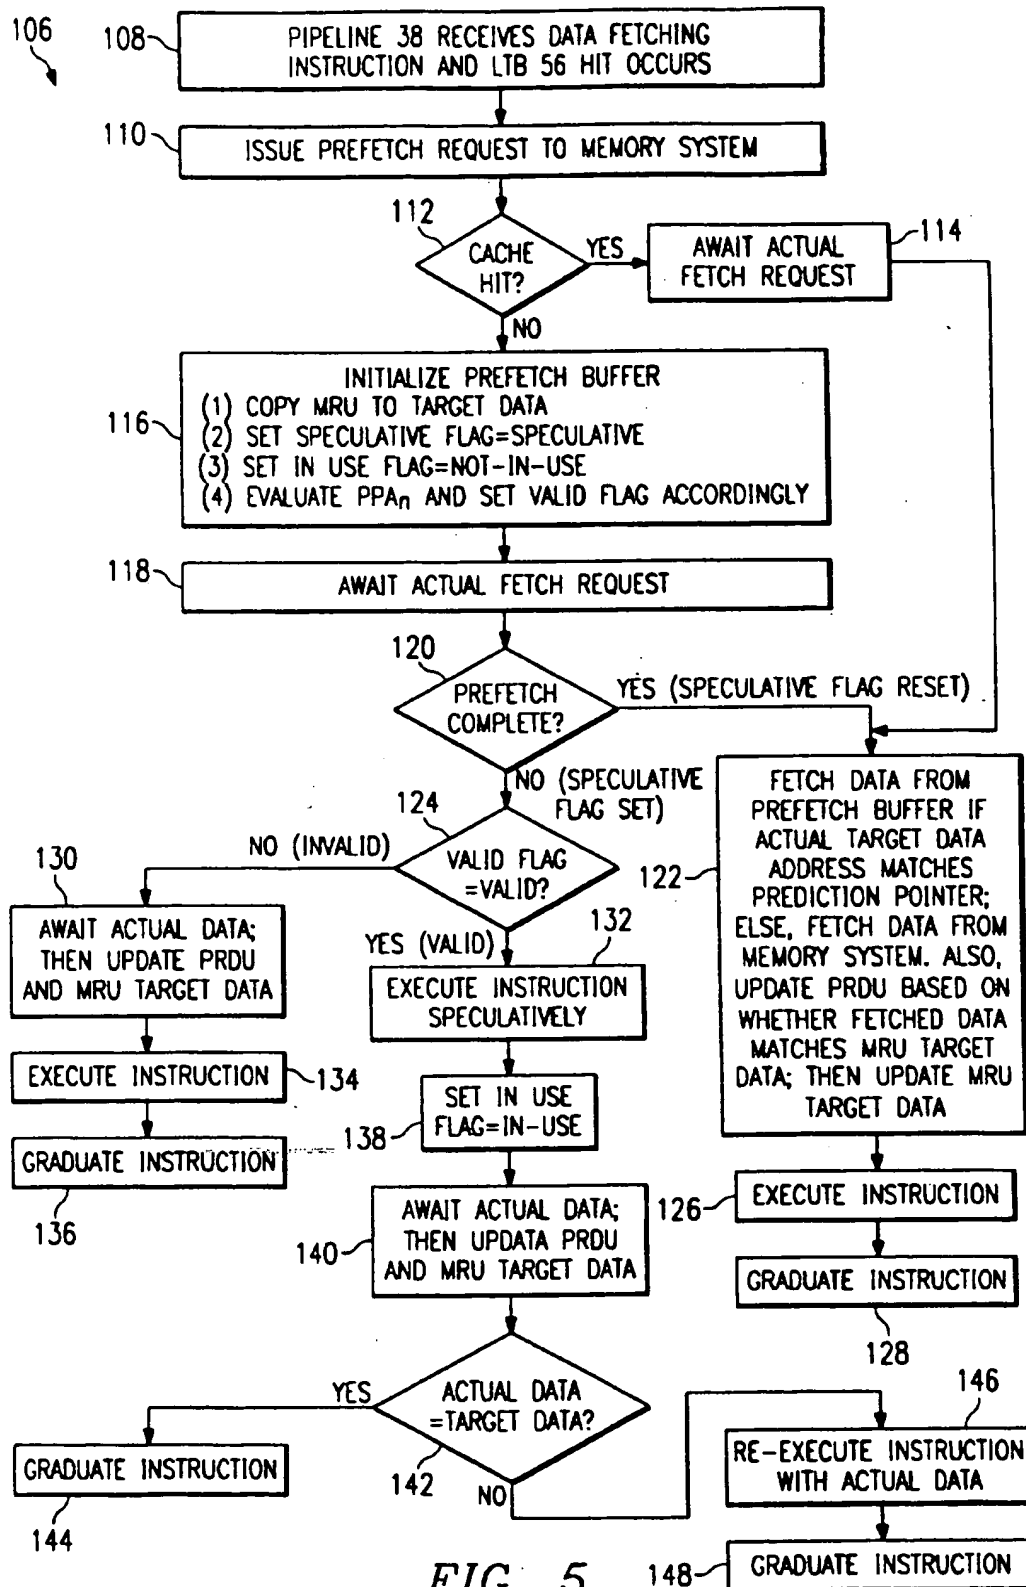 106
108
PIPELINE 38 RECEIVES DATA FETCHING
INSTRUCTION AND LTB 56 HIT OCCURS
110
ISSUE PREFETCH REQUEST TO MEMORY SYSTEM
112
CACHE
HIT?
YES
AWAIT ACTUAL
FETCH REQUEST
114
NO
INITIALIZE PREFETCH BUFFER
(1) COPY MRU TO TARGET DATA
(2) SET SPECULATIVE FLAG=SPECULATIVE
(3) SET IN USE FLAG=NOT-IN-USE
(4) EVALUATE PPAn AND SET VALID FLAG ACCORDINGLY
116
118
AWAIT ACTUAL FETCH REQUEST
120
PREFETCH
COMPLETE?
YES (SPECULATIVE FLAG RESET)
NO (SPECULATIVE
FLAG SET)
124
VALID FLAG
=VALID?
NO (INVALID)
YES (VALID)
122
FETCH DATA FROM
PREFETCH BUFFER IF
ACTUAL TARGET DATA
ADDRESS MATCHES
PREDICTION POINTER;
ELSE, FETCH DATA FROM
MEMORY SYSTEM. ALSO,
UPDATE PRDU BASED ON
WHETHER FETCHED DATA
MATCHES MRU TARGET
DATA; THEN UPDATE MRU
TARGET DATA
130
AWAIT ACTUAL DATA;
THEN UPDATE PRDU
AND MRU TARGET DATA
132
EXECUTE INSTRUCTION
SPECULATIVELY
EXECUTE INSTRUCTION
134
SET IN USE
FLAG=IN-USE
138
GRADUATE INSTRUCTION
136
126
EXECUTE INSTRUCTION
140
AWAIT ACTUAL DATA;
THEN UPDATA PRDU
AND MRU TARGET DATA
GRADUATE INSTRUCTION
128
ACTUAL DATA
=TARGET DATA?
142
YES
NO
GRADUATE INSTRUCTION
144
146
RE-EXECUTE INSTRUCTION
WITH ACTUAL DATA
148
GRADUATE INSTRUCTION
FIG. 5